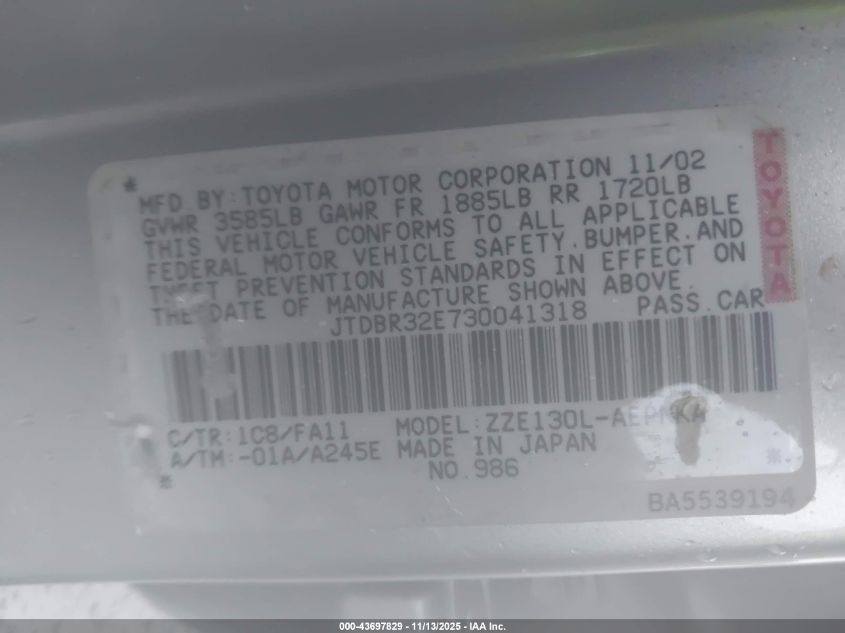 MFD BY:TOYOTA MOTOR CORPORATION 11/02
GVWR 3585LB GAWR FR 1885LB RR 1720LB
THIS VEHICLE CONFORMS TO ALL APPLICABLE
FEDERAL MOTOR VEHICLE SAFETY.BUMPER.AND
THEFT PREVENTION STANDARDS IN EFFECT ON
THE DATE OF MANUFACTURE SHOWN ABOVE.
JTDBR32E730041318 PASS.CAR
TOYOTA
C/TR:1C8/FA11 MODEL:ZZE130L-
A/TM:-01A/A245E MADE IN JAPAN
NO.986
BA5539194
000-43697829 - 11/13/2025 - IAA Inc.